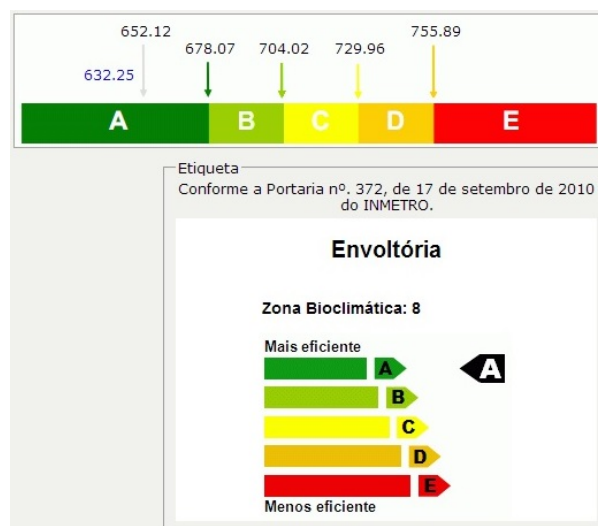 652.12 755.89
678.07 704.02 729.96
632.25
A B C D E
Etiqueta
Conforme a Portaria nº. 372, de 17 de setembro de 2010
do INMETRO.
Envoltória
Zona Bioclimática: 8
Mais eficiente
A A
B
C
D
E
Menos eficiente